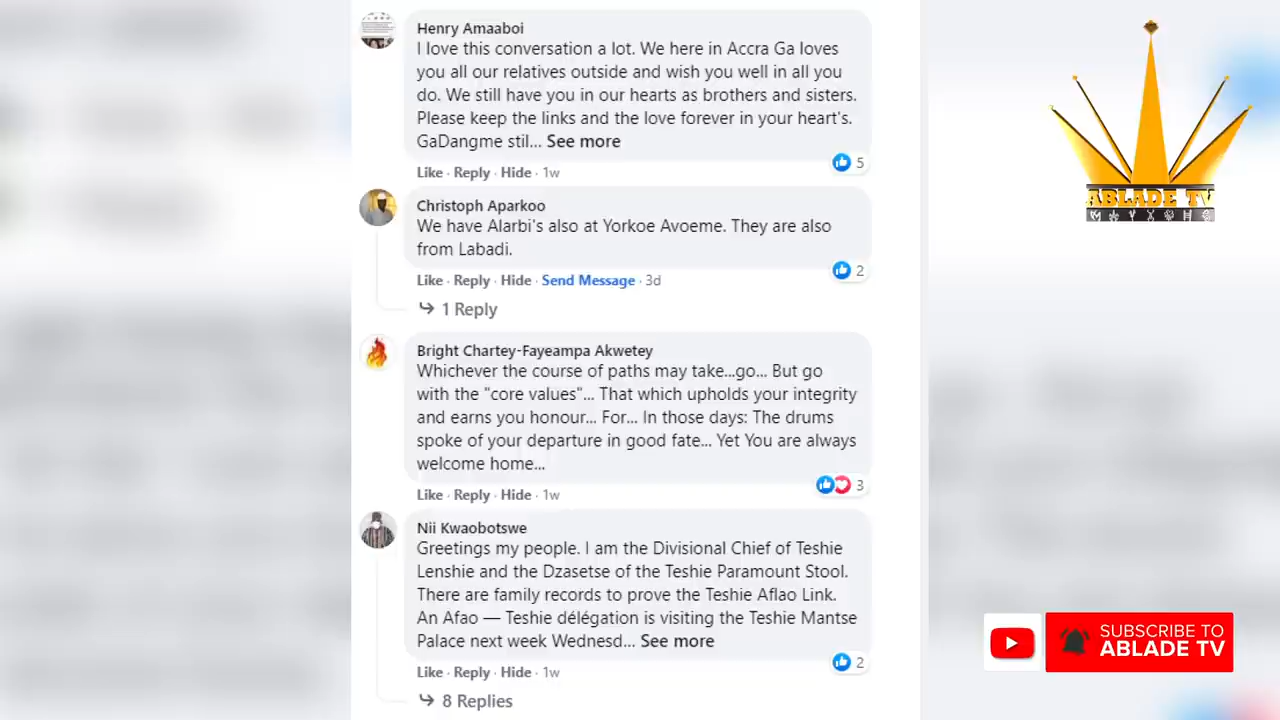 Henry Amaaboi
I love this conversation a lot. We here in Accra Ga loves
you all our relatives outside and wish you well in all you
do. We still have you in our hearts as brothers and sisters.
Please keep the links and the love forever in your heart's.
GaDangme stil... See more
Like · Reply · Hide · 1w
5
Cristoph Adorkoo
We have Alarbi's also at Yorkoe Avoeme. They are also
from Labadi.
Like · Reply · Hide · Send Message · 3d
2
1 Reply
Bright Chartey-Fayeampa Akwetey
Whichever the course of paths may take...go... But go
with the "core values"... That which upholds your integrity
and earns you honour... For... In those days: The drums
spoke of your departure in good fate... Yet You are always
welcome home...
Like · Reply · Hide · 1w
3
Nii Kwaobotswe
Greetings my people. I am the Divisional Chief of Teshie
Lenshie and the Dzasetse of the Teshie Paramount Stool.
There are family records to prove the Teshie Aflao Link.
An Afao — Teshie délégation is visiting the Teshie Mantse
Palace next week Wednesd... See more
Like · Reply · Hide · 1w
2
8 Replies
ABLADE TV
SUBSCRIBE TO
ABLADE TV